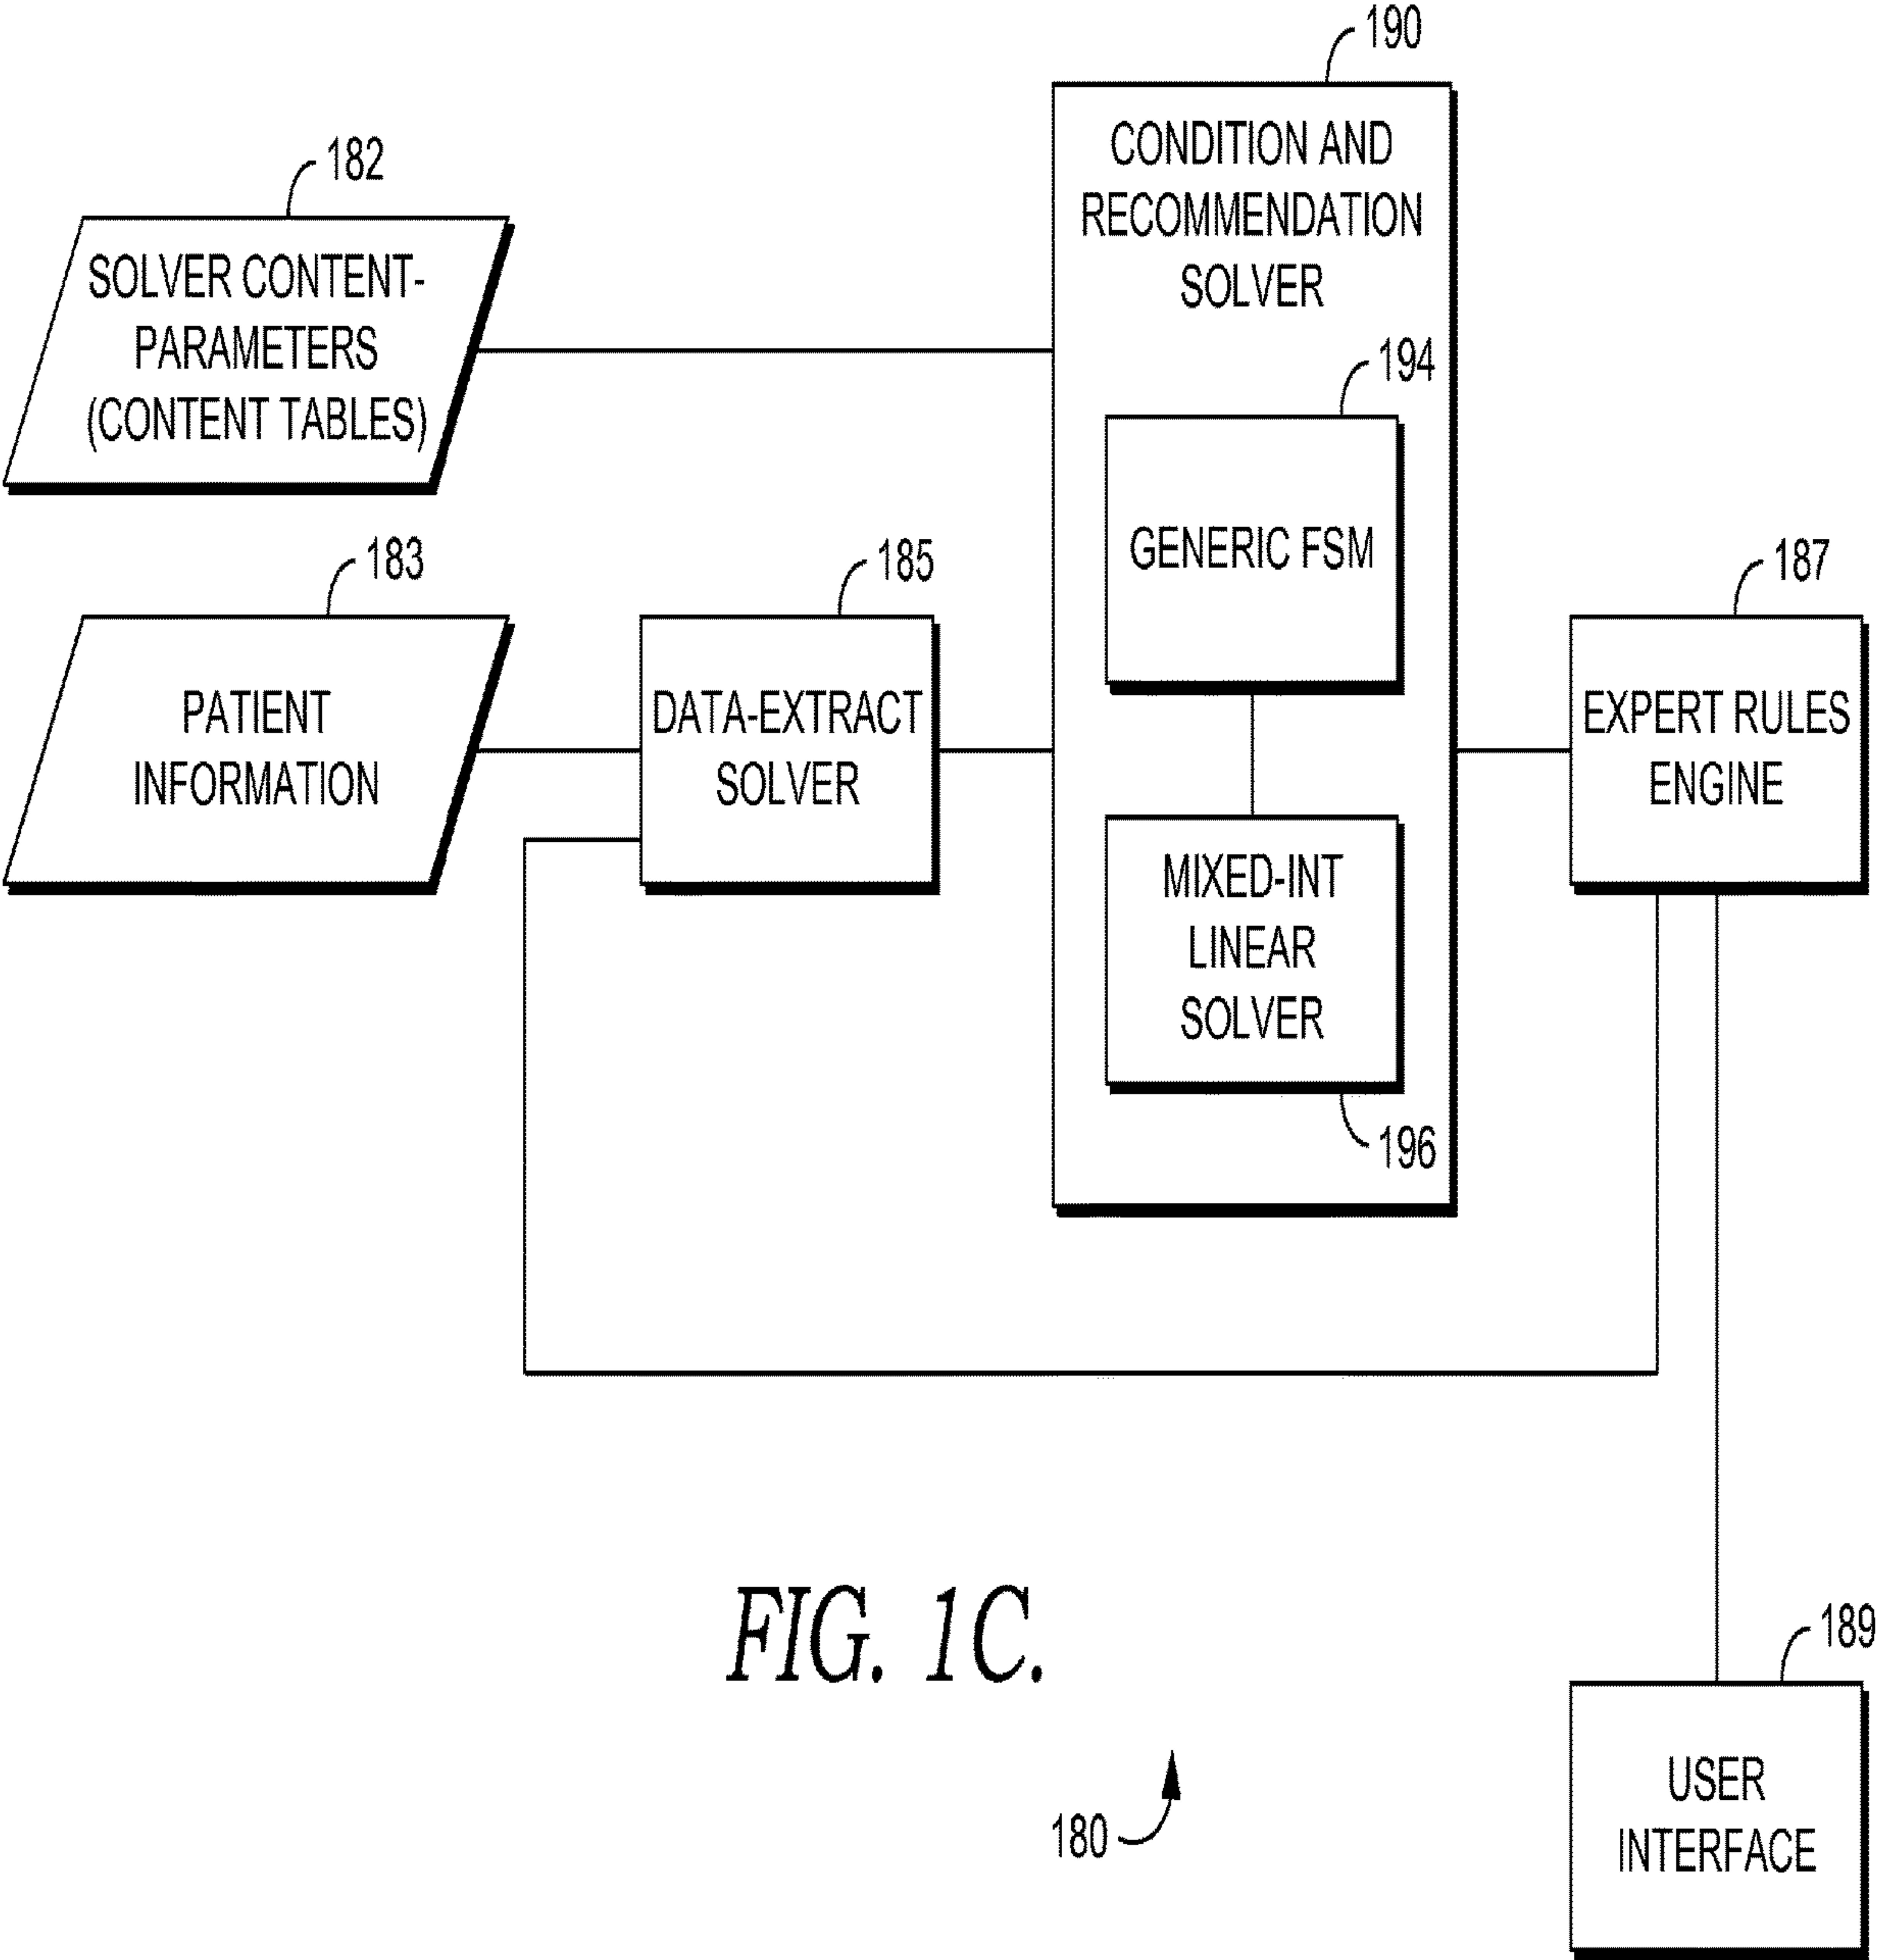 190
CONDITION AND
RECOMMENDATION
SOLVER
182
SOLVER CONTENT-
PARAMETERS
(CONTENT TABLES)
194
GENERIC FSM
183
PATIENT
INFORMATION
185
DATA-EXTRACT
SOLVER
187
EXPERT RULES
ENGINE
MIXED-INT
LINEAR
SOLVER
196
FIG. 1C.
180
189
USER
INTERFACE